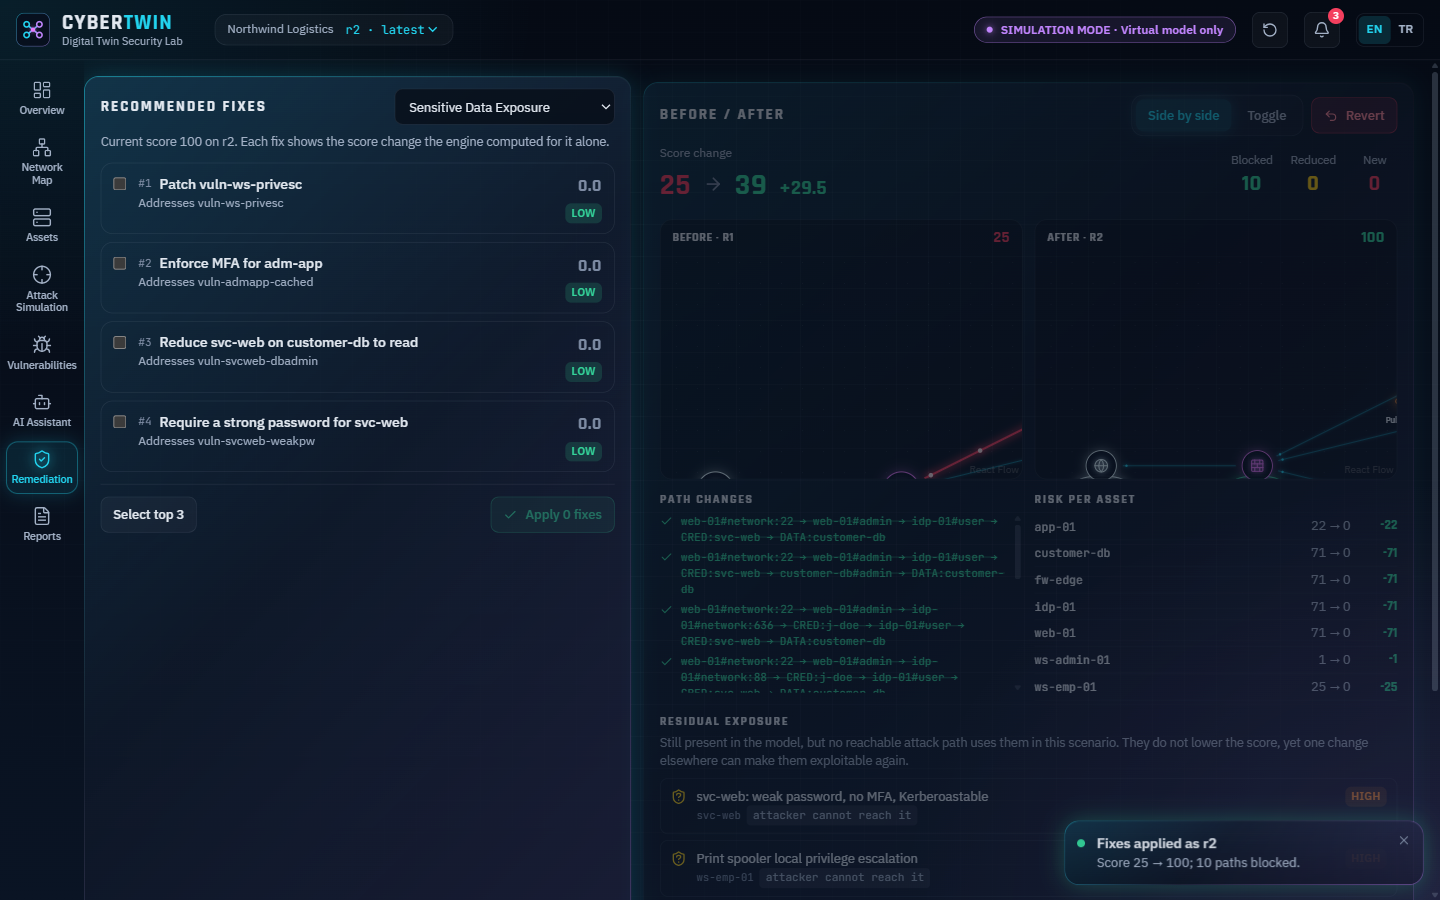 CYBERTWIN
Digital Twin Security Lab
Northwind Logistics r2 · latest
SIMULATION MODE · Virtual model only
3
EN TR
Overview
Network
Map
Assets
Attack
Simulation
Vulnerabilities
AI Assistant
Remediation
Reports
RECOMMENDED FIXES
Sensitive Data Exposure
Current score 100 on r2. Each fix shows the score change the engine computed for it alone.
#1 Patch vuln-ws-privesc 0.0
Addresses vuln-ws-privesc
LOW
#2 Enforce MFA for adm-app 0.0
Addresses vuln-admapp-cached
LOW
#3 Reduce svc-web on customer-db to read 0.0
Addresses vuln-svcweb-dbadmin
LOW
#4 Require a strong password for svc-web 0.0
Addresses vuln-svcweb-weakpw
LOW
Select top 3
Apply 0 fixes
BEFORE / AFTER
Side by side Toggle Revert
Score change
25 → 39 +29.5
Blocked Reduced New
10 0 0
BEFORE · R1 25
React Flow
AFTER · R2 100
Pul
React Flow
PATH CHANGES
web-01#network:22 → web-01#admin → idp-01#user →
CRED:svc-web → DATA:customer-db
web-01#network:22 → web-01#admin → idp-01#user →
CRED:svc-web → customer-db#admin → DATA:customer-
db
web-01#network:22 → web-01#admin → idp-
01#network:636 → CRED:j-doe → idp-01#user →
CRED:svc-web → DATA:customer-db
web-01#network:22 → web-01#admin → idp-
01#network:88 → CRED:j-doe → idp-01#user →
CRED:svc-web → DATA:customer-db
RISK PER ASSET
app-01 22 → 0 -22
customer-db 71 → 0 -71
fw-edge 71 → 0 -71
idp-01 71 → 0 -71
web-01 71 → 0 -71
ws-admin-01 1 → 0 -1
ws-emp-01 25 → 0 -25
RESIDUAL EXPOSURE
Still present in the model, but no reachable attack path uses them in this scenario. They do not lower the score, yet one change
elsewhere can make them exploitable again.
svc-web: weak password, no MFA, Kerberoastable HIGH
svc-web attacker cannot reach it
Print spooler local privilege escalation HIGH
ws-emp-01 attacker cannot reach it
Fixes applied as r2
Score 25 → 100; 10 paths blocked.